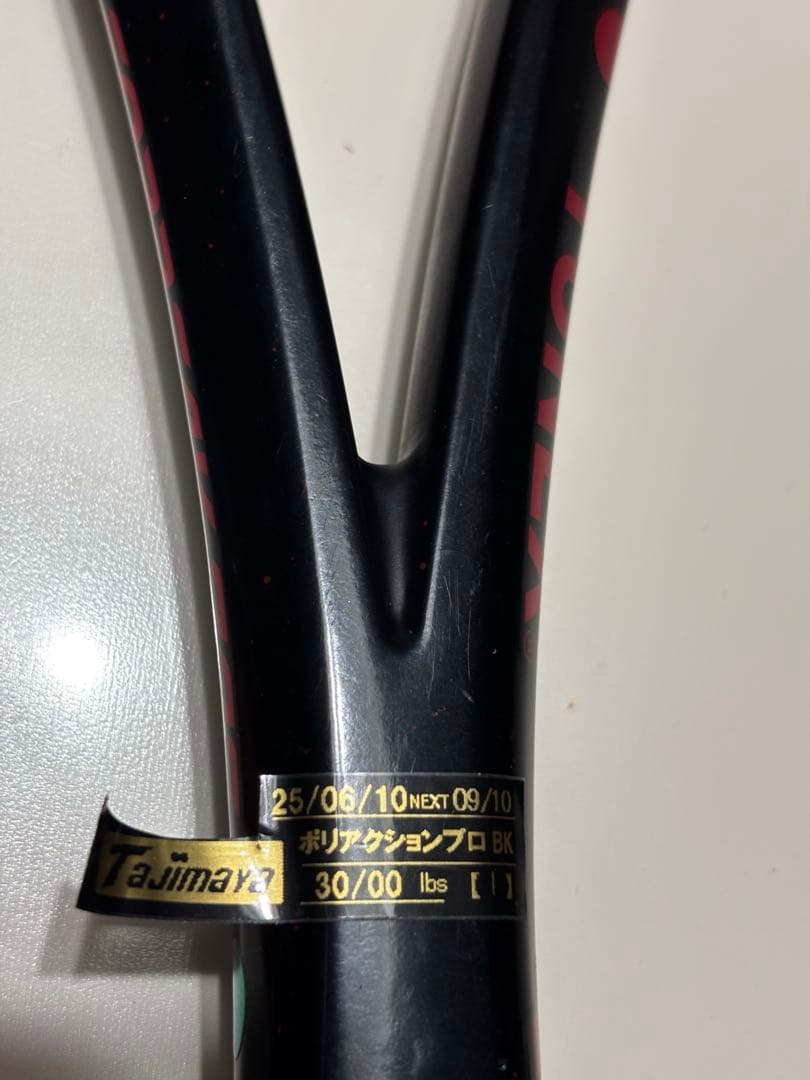 YONEX
®
25/06/10 NEXT 09/10
ポリアクションプロ BK
Tajimaya
30/00 lbs 【 | 】